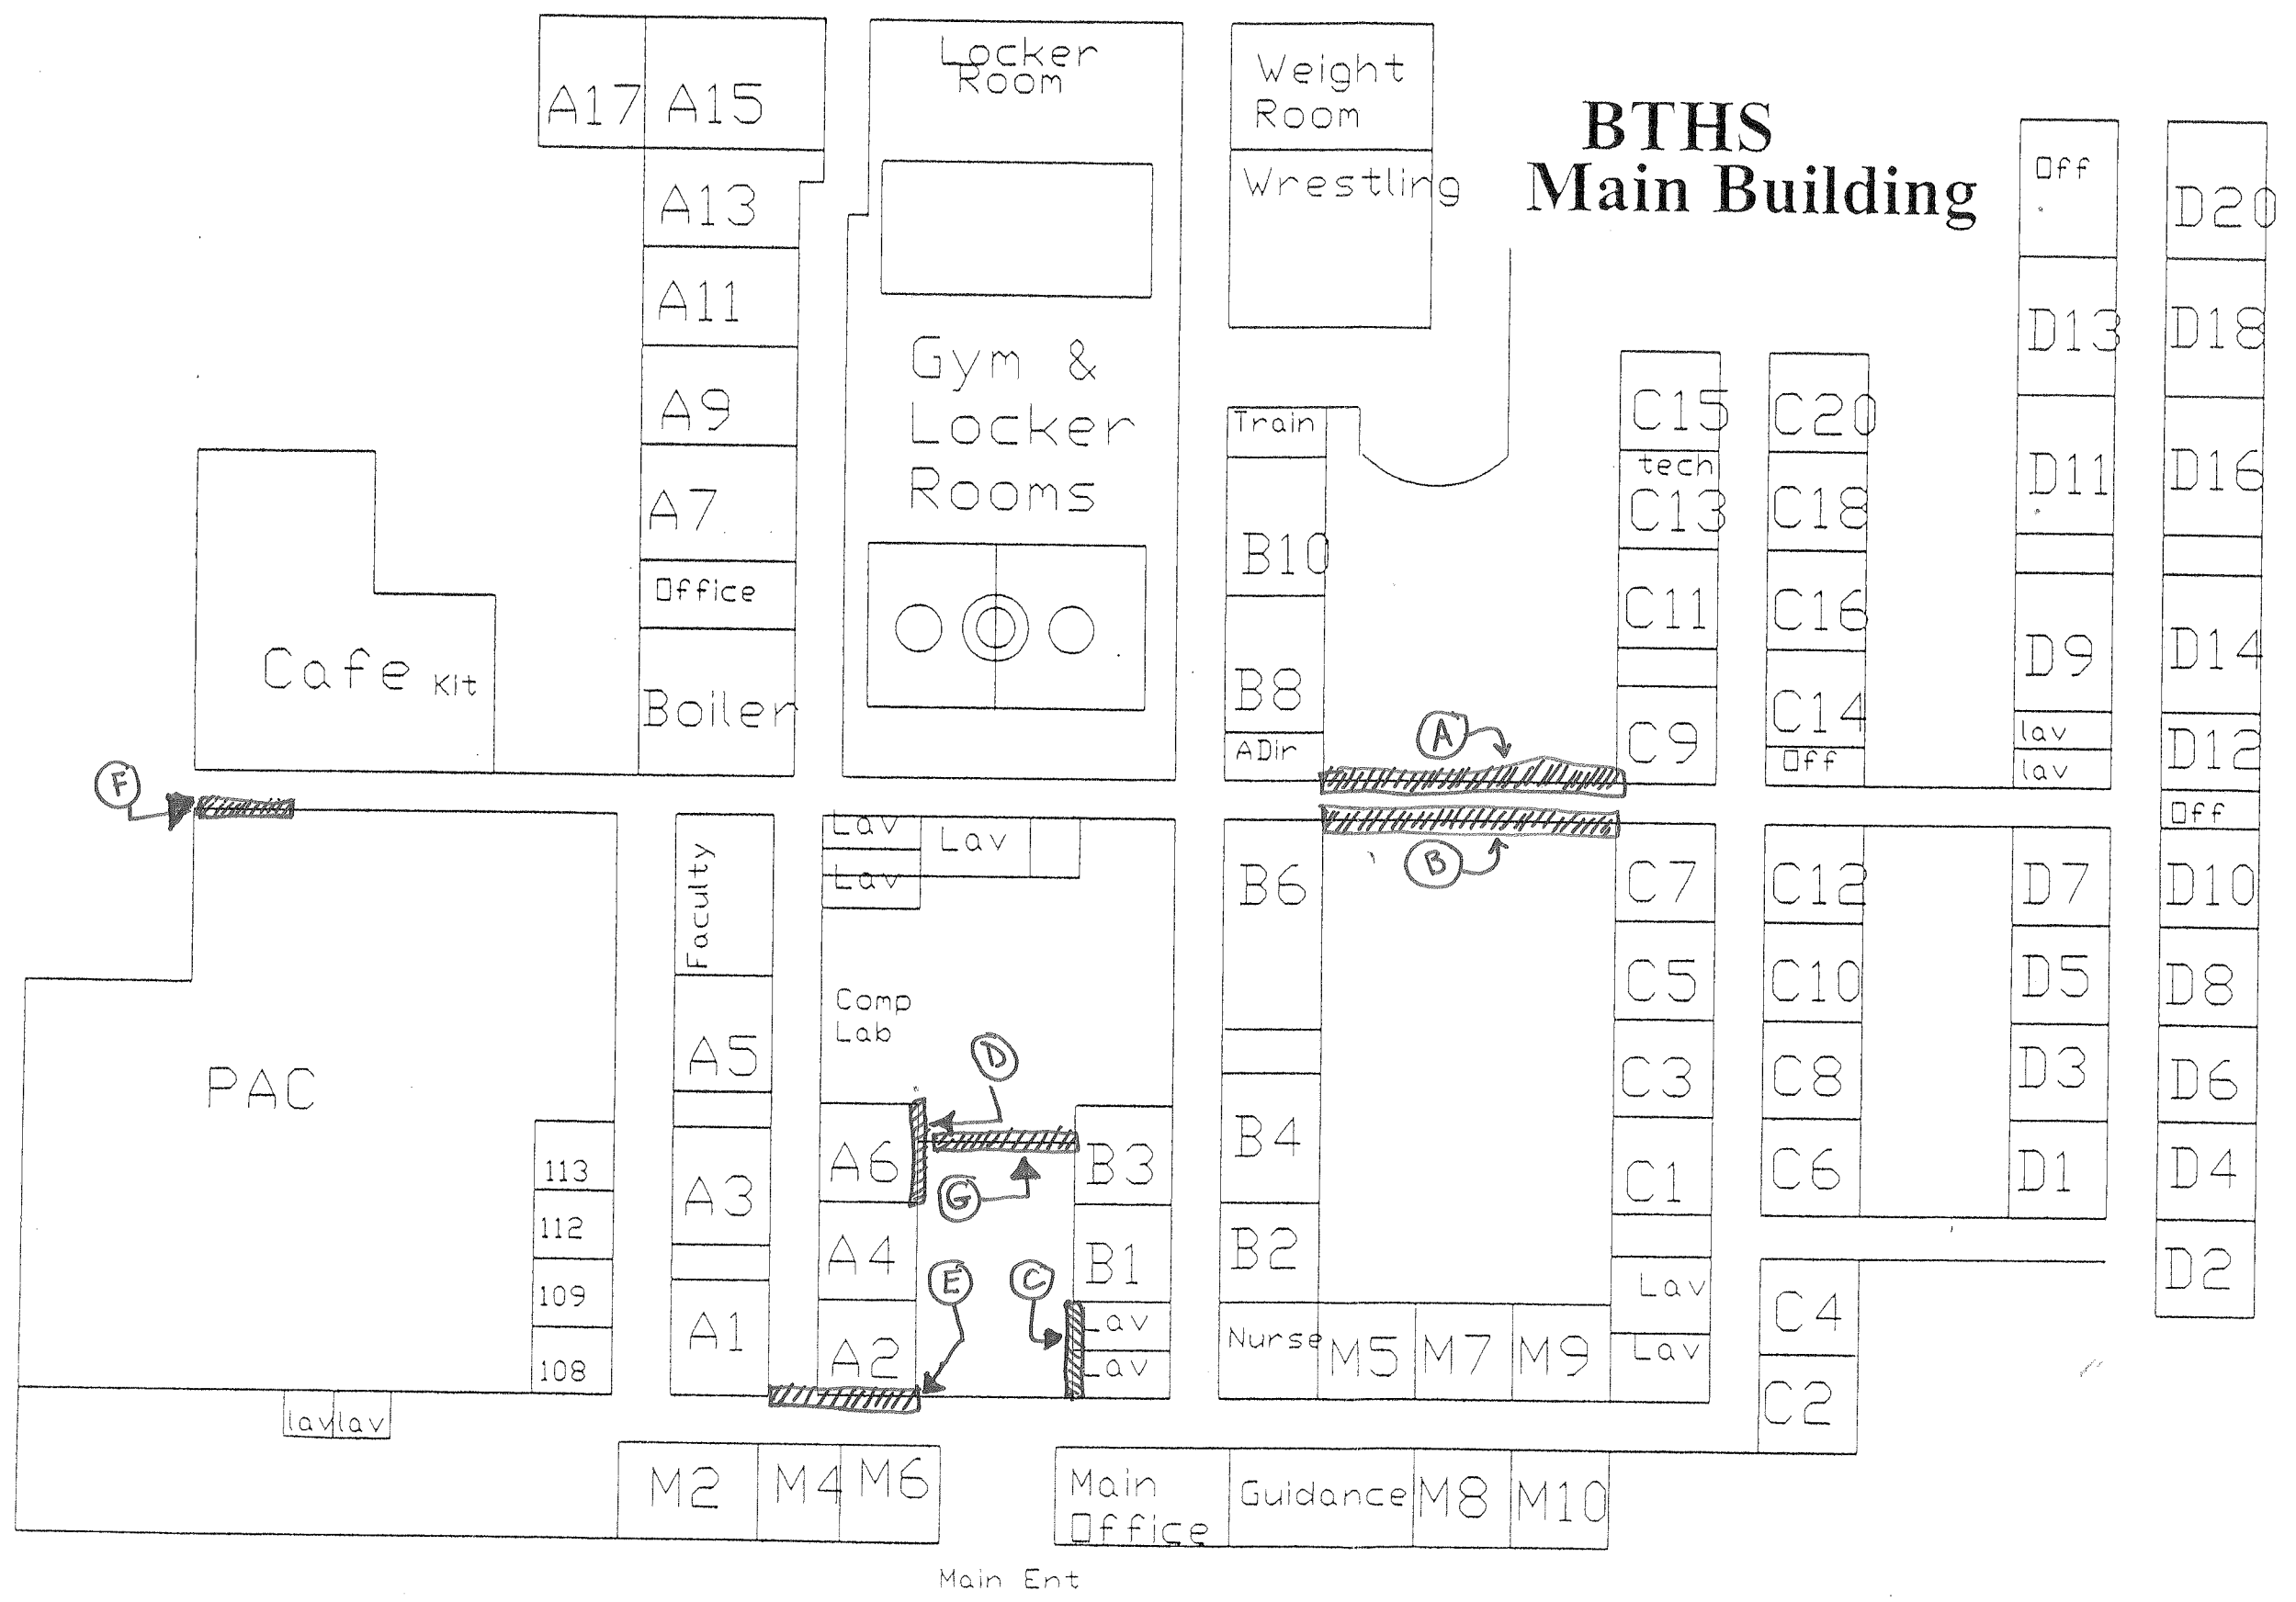 BTHS
Main Building
A17
A15
A13
A11
A9
A7
Office
Boiler
Locker
Room
Gym &
Locker
Rooms
Weight
Room
Wrestling
Train
B10
B8
ADir
C15
tech
C13
C11
C9
C20
C18
C16
C14
Off
Off
D13
D11
D9
lav
lav
D20
D18
D16
D14
D12
Off
D10
D8
D6
D4
D2
Cafe
Kit
F
A
B
PAC
113
112
109
108
lav
lav
Faculty
A5
A3
A1
Lav
Lav
Lav
Comp
Lab
A6
A4
A2
D
G
E
C
B3
B1
Lav
Lav
B6
B4
B2
Nurse
M5
M7
M9
C7
C5
C3
C1
Lav
Lav
C12
C10
C8
C6
C4
C2
D7
D5
D3
D1
M2
M4
M6
Main
Office
Guidance
M8
M10
Main Ent